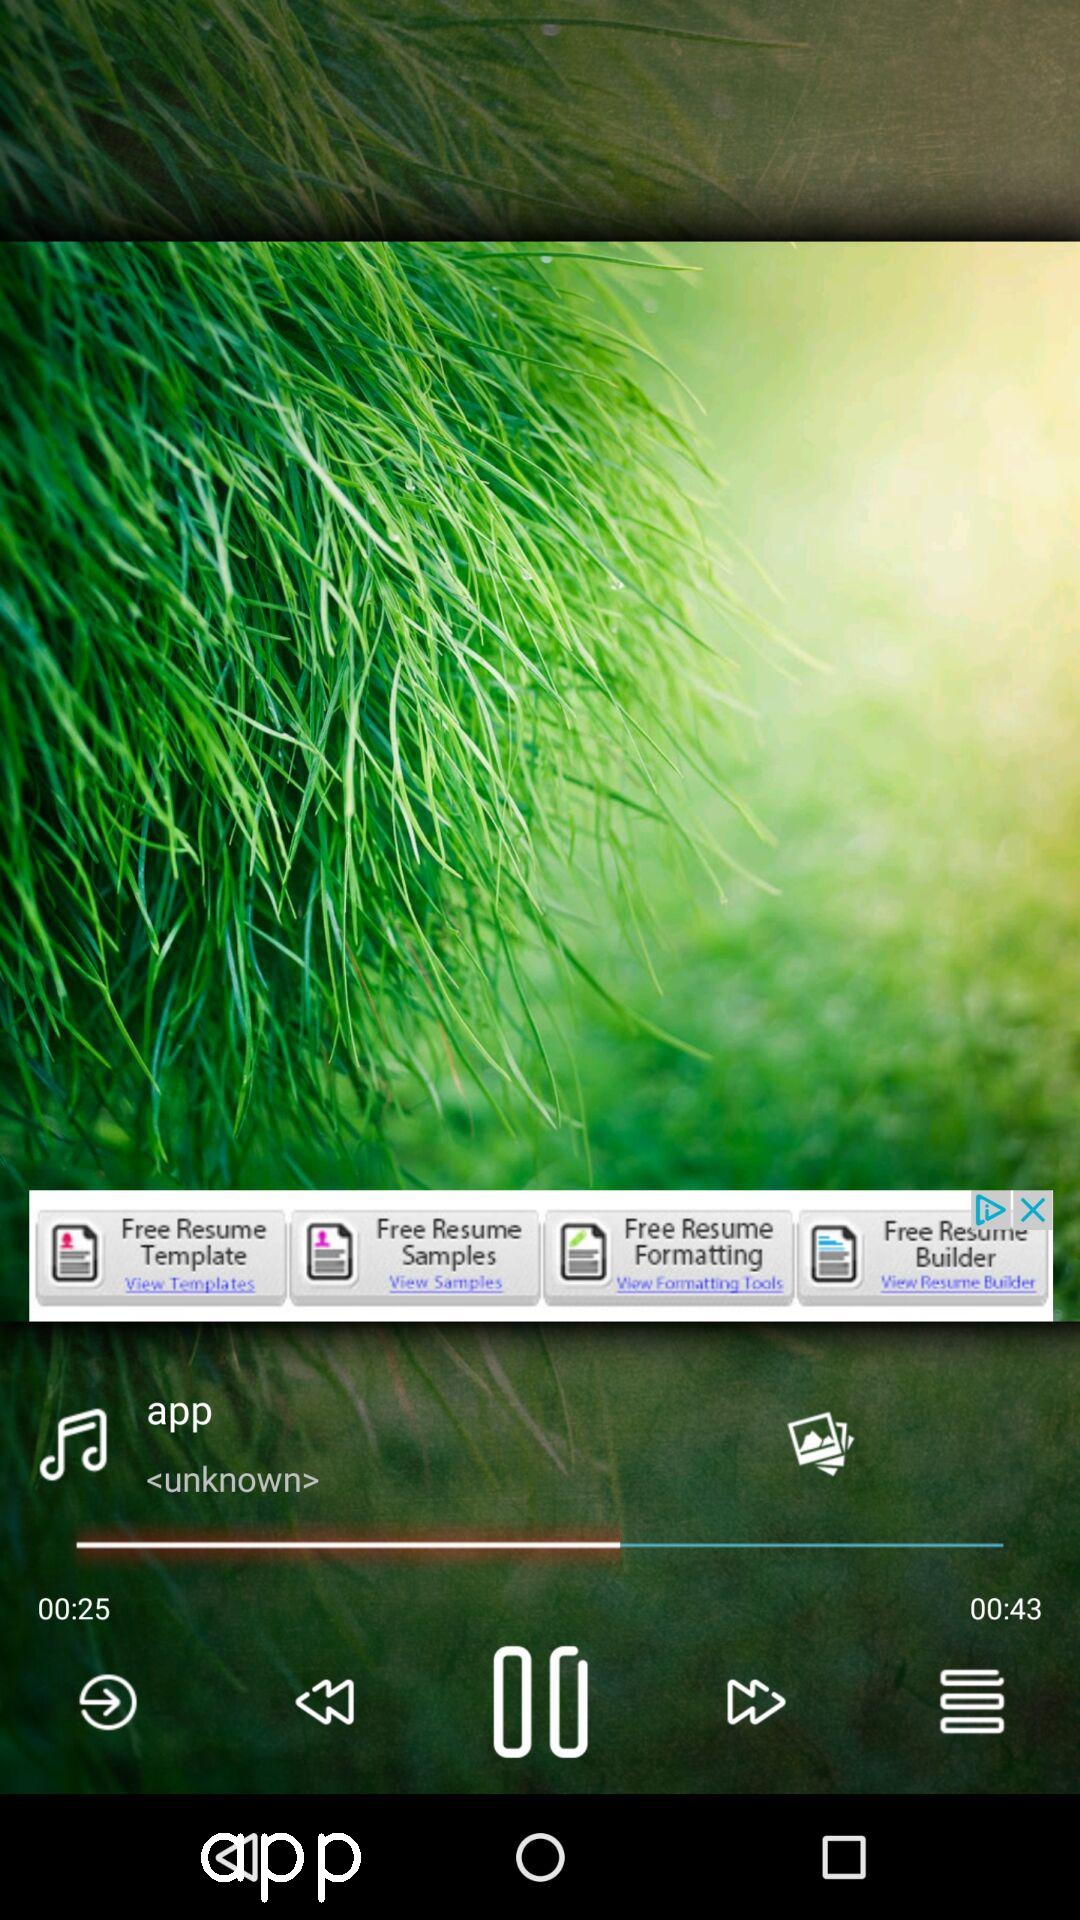 Free Resume
Template
View Templates
Free Resume
Samples
View Samples
Free Resume
Formatting
View Formatting Tools
Free Resume
Builder
View Resume Builder
app
<unknown>
00:25
00:43
app